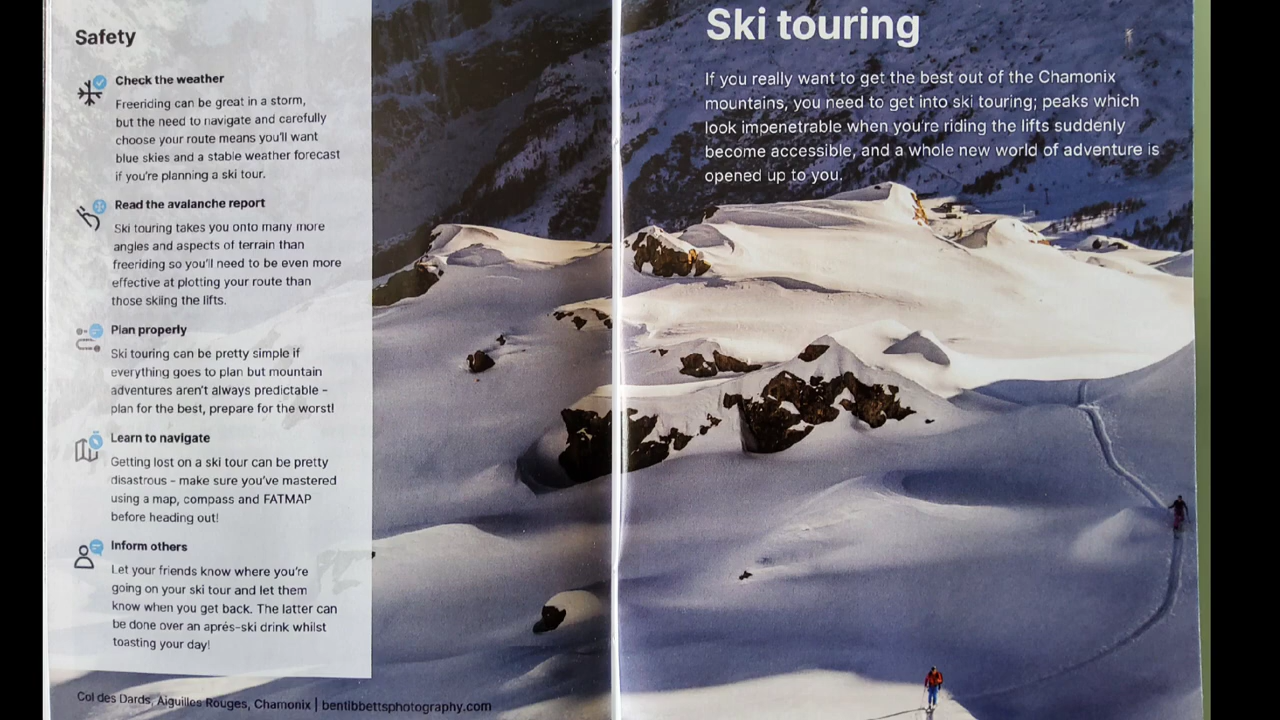 Safety
Check the weather
Freeriding can be great in a storm,
but the need to navigate and carefully
choose your route means you'll want
blue skies and a stable weather forecast
if you're planning a ski tour.
Read the avalanche report
Ski touring takes you onto many more
angles and aspects of terrain than
freeriding so you'll need to be even more
effective at plotting your route than
those skiing the lifts.
Plan properly
Ski touring can be pretty simple if
everything goes to plan but mountain
adventures aren't always predictable –
plan for the best, prepare for the worst!
Learn to navigate
Getting lost on a ski tour can be pretty
disastrous – make sure you've mastered
using a map, compass and FATMAP
before heading out!
Inform others
Let your friends know where you're
going on your ski tour and let them
know when you get back. The latter can
be done over an aprés-ski drink whilst
toasting your day!
Col des Dards, Aiguilles Rouges, Chamonix | bentibbettsphotography.com
Ski touring
If you really want to get the best out of the Chamonix
mountains, you need to get into ski touring; peaks which
look impenetrable when you're riding the lifts suddenly
become accessible, and a whole new world of adventure is
opened up to you.